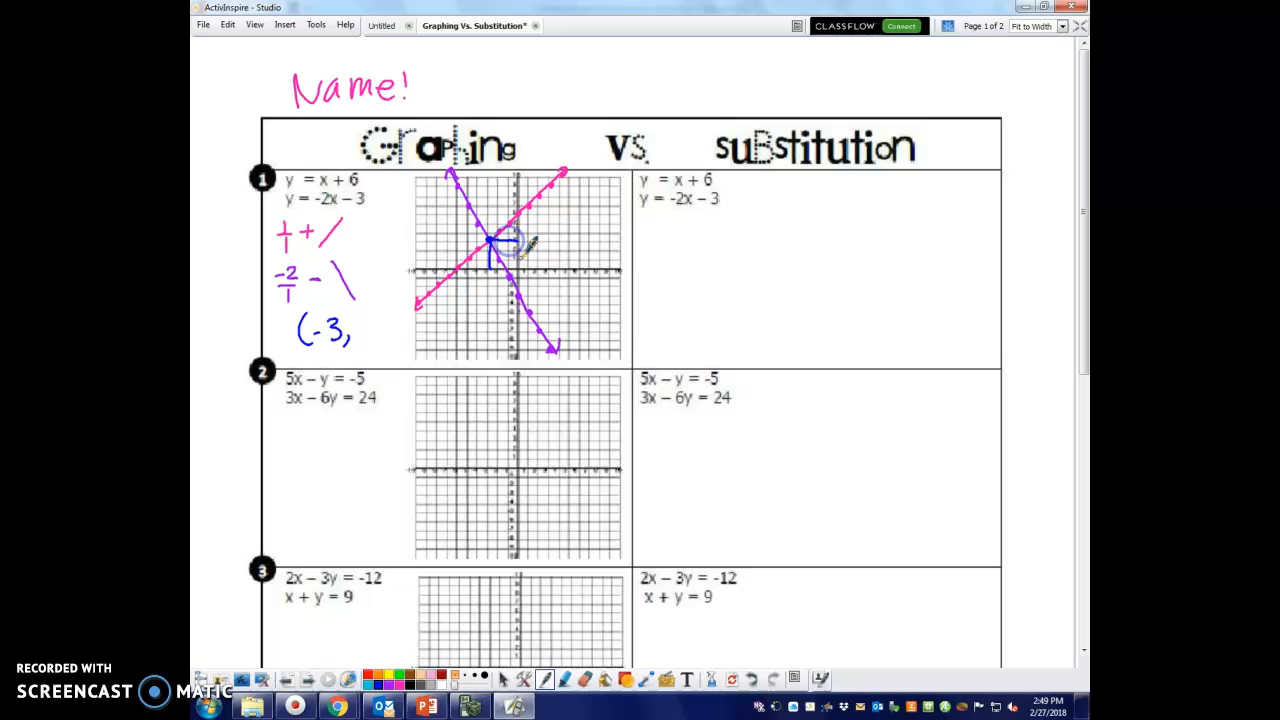 ActivInspire - Studio
File Edit View Insert Tools Help
Untitled
Graphing Vs. Substitution*
CLASSFLOW Connect
Page 1 of 2
Fit to Width
Name!
Graphing vs. suBstitution
1
y = x + 6
y = -2x – 3
1/1 + /
-2/1 - \
(-3,
y = x + 6
y = -2x – 3
2
5x – y = -5
3x – 6y = 24
5x – y = -5
3x – 6y = 24
3
2x – 3y = -12
x + y = 9
2x – 3y = -12
x + y = 9
RECORDED WITH
SCREENCAST MATIC
2:49 PM
2/27/2018